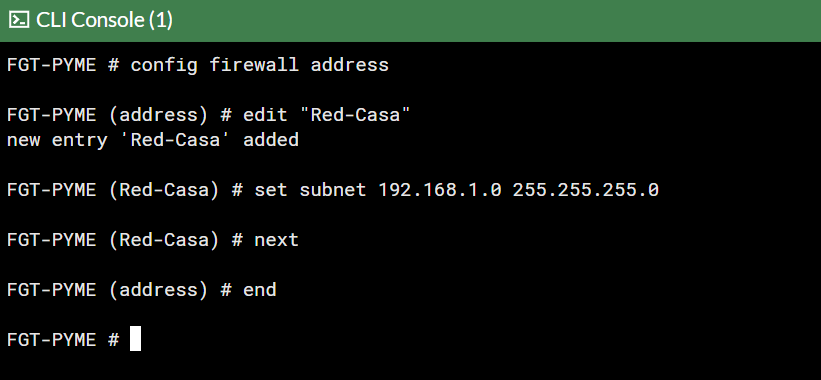 CLI Console (1)
FGT-PYME # config firewall address
FGT-PYME (address) # edit "Red-Casa"
new entry 'Red-Casa' added
FGT-PYME (Red-Casa) # set subnet 192.168.1.0 255.255.255.0
FGT-PYME (Red-Casa) # next
FGT-PYME (address) # end
FGT-PYME #